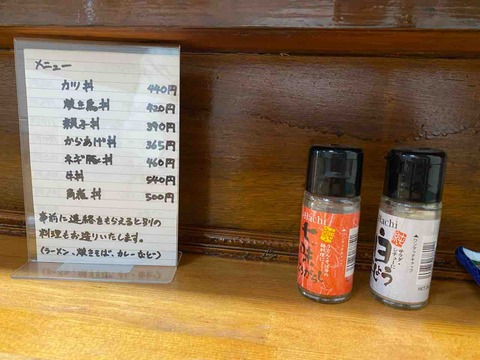 メニュー
カツ丼 440円
焼き鳥丼 420円
親子丼 390円
からあげ丼 365円
ネギ豚丼 460円
牛丼 540円
角煮丼 500円
事前に連絡をもらえると別の
料理もお造りいたします。
(ラーメン、焼きそば、カレーなど〜)
tachi
七味
tachi
純
白こしょう